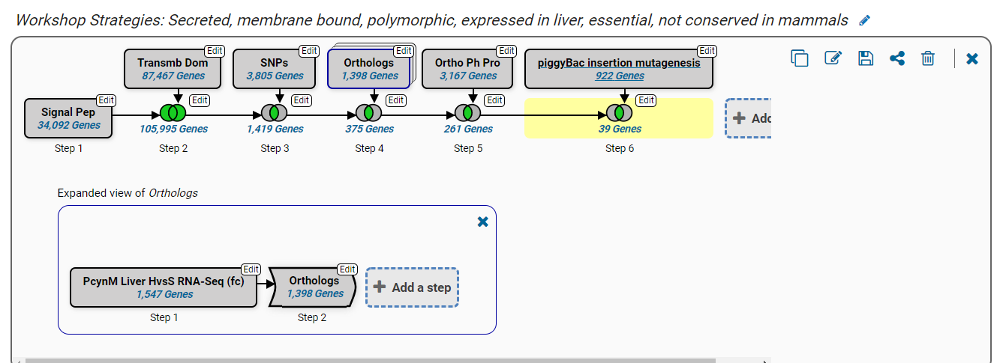 Workshop Strategies: Secreted, membrane bound, polymorphic, expressed in liver, essential, not conserved in mammals
Edit Edit Edit Edit Edit
Transmb Dom SNPs Orthologs Ortho Ph Pro piggyBac insertion mutagenesis
87,467 Genes 3,805 Genes 1,398 Genes 3,167 Genes 922 Genes
Edit Edit Edit Edit Edit Edit
Signal Pep
34,092 Genes
Add
105,995 Genes 1,419 Genes 375 Genes 261 Genes 39 Genes
Step 1 Step 2 Step 3 Step 4 Step 5 Step 6
Expanded view of Orthologs
Edit Edit
PcynM Liver HvsS RNA-Seq (fc) Orthologs
1,547 Genes 1,398 Genes
Add a step
Step 1 Step 2